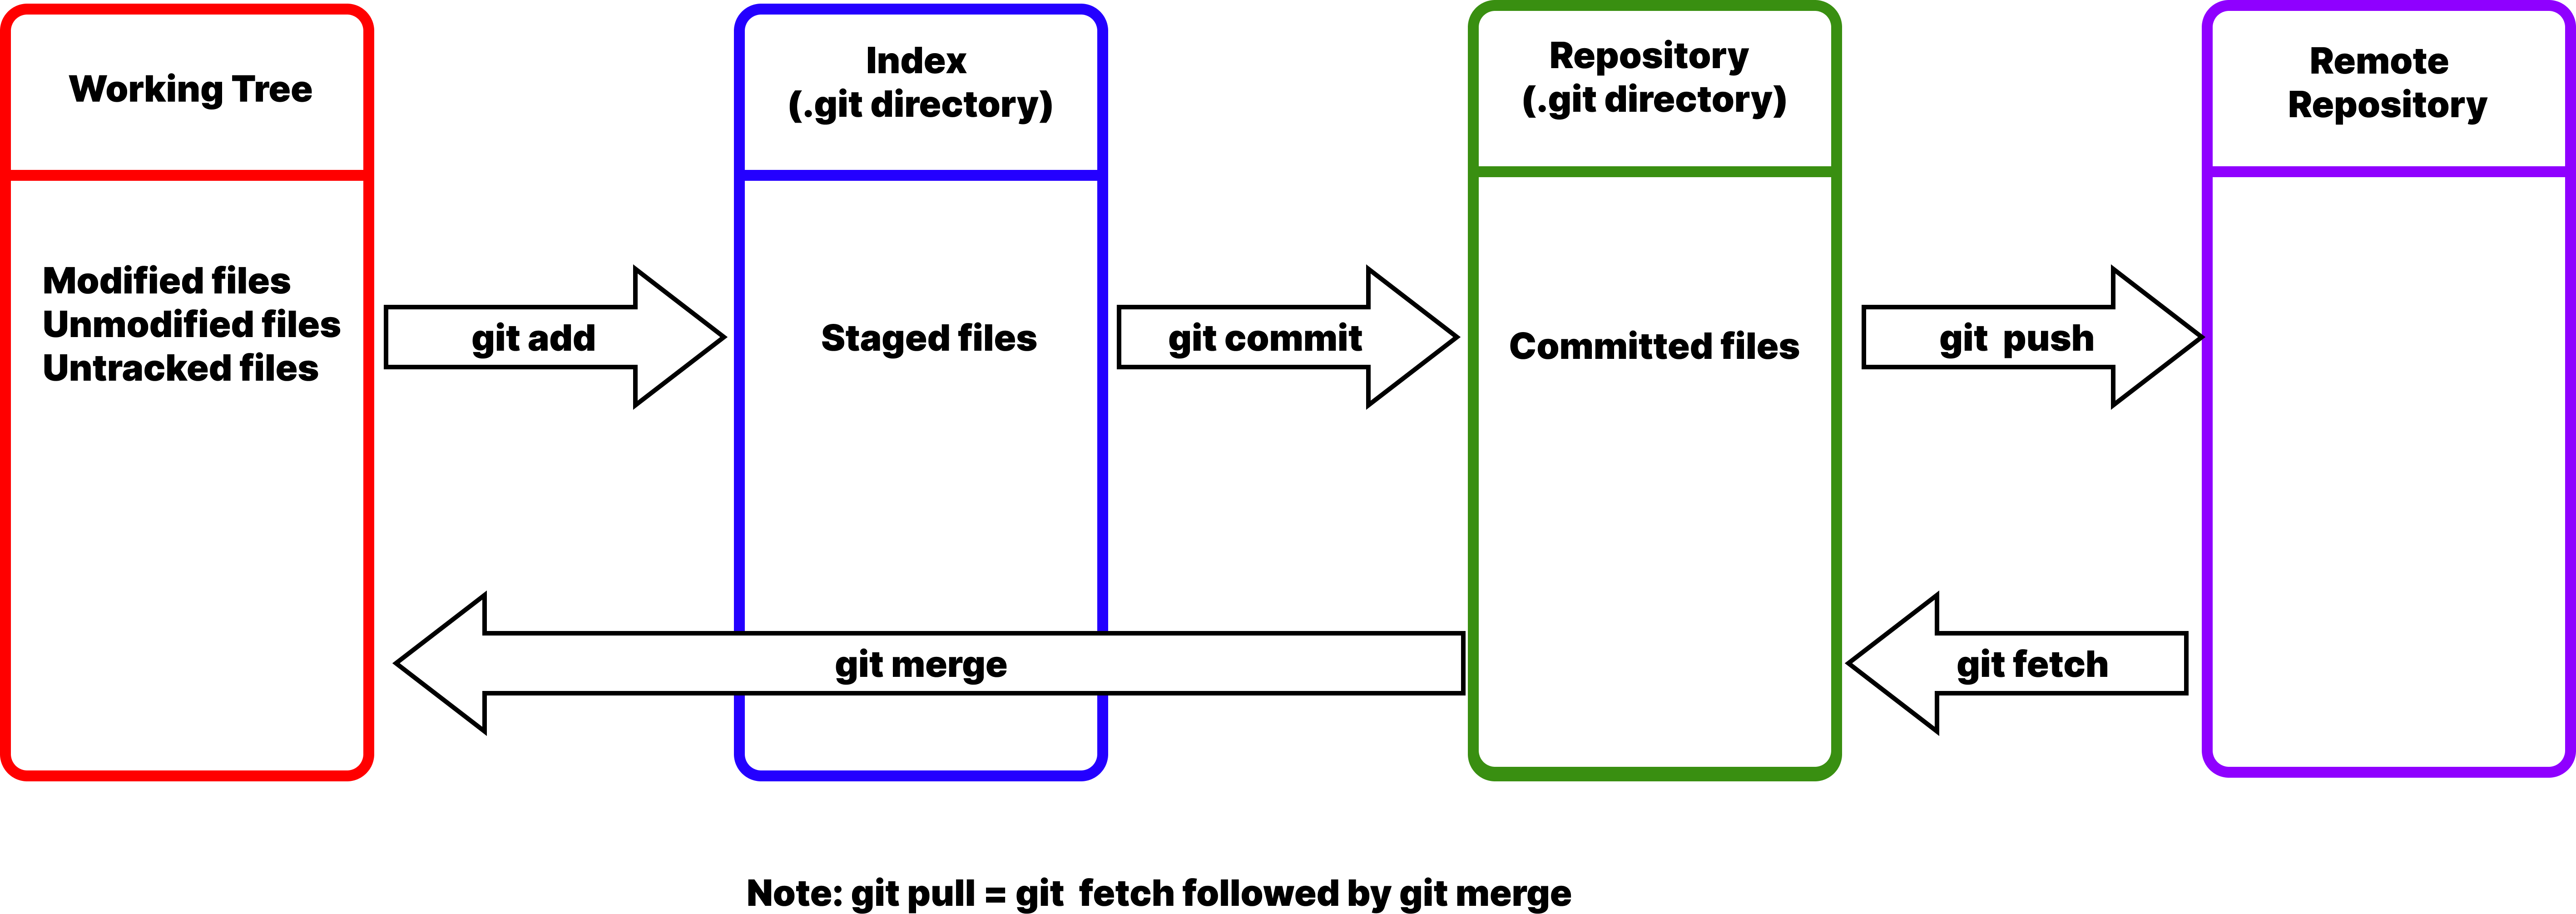 Working Tree
Index
(.git directory)
Repository
(.git directory)
Remote
Repository
Modified files
Unmodified files
Untracked files
git add
Staged files
git commit
Committed files
git push
git merge
git fetch
Note: git pull = git fetch followed by git merge